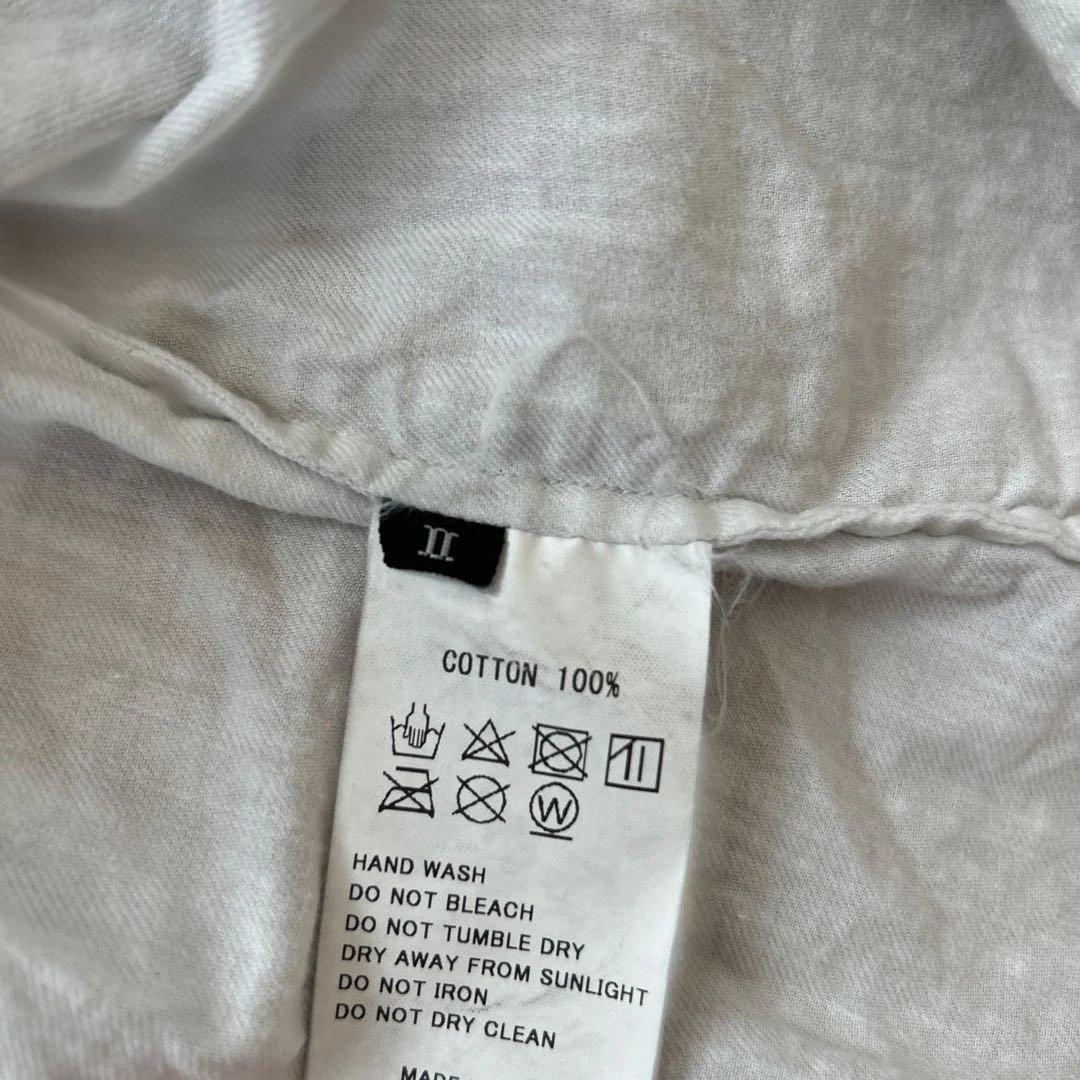 II
COTTON 100%
W
HAND WASH
DO NOT BLEACH
DO NOT TUMBLE DRY
DRY AWAY FROM SUNLIGHT
DO NOT IRON
DO NOT DRY CLEAN
MADE